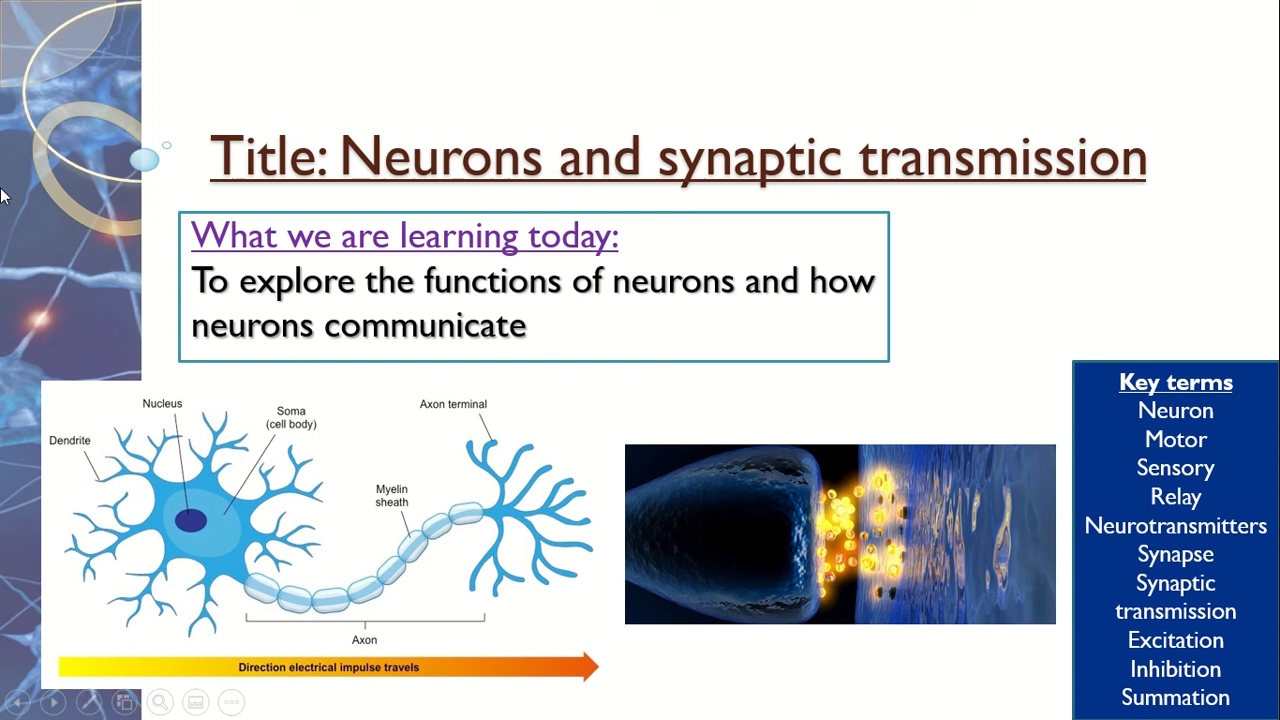 Title: Neurons and synaptic transmission
What we are learning today:
To explore the functions of neurons and how
neurons communicate
Nucleus
Soma
(cell body)
Dendrite
Axon terminal
Myelin
sheath
Axon
Direction electrical impulse travels
Key terms
Neuron
Motor
Sensory
Relay
Neurotransmitters
Synapse
Synaptic
transmission
Excitation
Inhibition
Summation